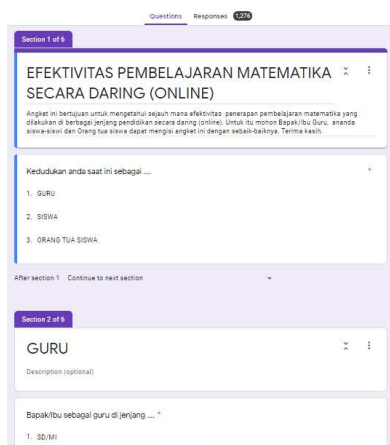 Questions Responses 1,276
Section 1 of 6
EFEKTIVITAS PEMBELAJARAN MATEMATIKA
SECARA DARING (ONLINE)
Angket ini bertujuan untuk mengetahui sejauh mana efektivitas penerapan pembelajaran matematika yang
dilakukan di berbagai jenjang pendidikan secara daring (online). Untuk itu mohon Bapak/Ibu Guru, ananda
siswa-siswi dan Orang tua siswa dapat mengisi angket ini dengan sebaik-baiknya. Terima kasih.
Kedudukan anda saat ini sebagai .... *
1. GURU
2. SISWA
3. ORANG TUA SISWA
After section 1 Continue to next section
Section 2 of 6
GURU
Description (optional)
Bapak/Ibu sebagai guru di jenjang .... *
1. SD/MI